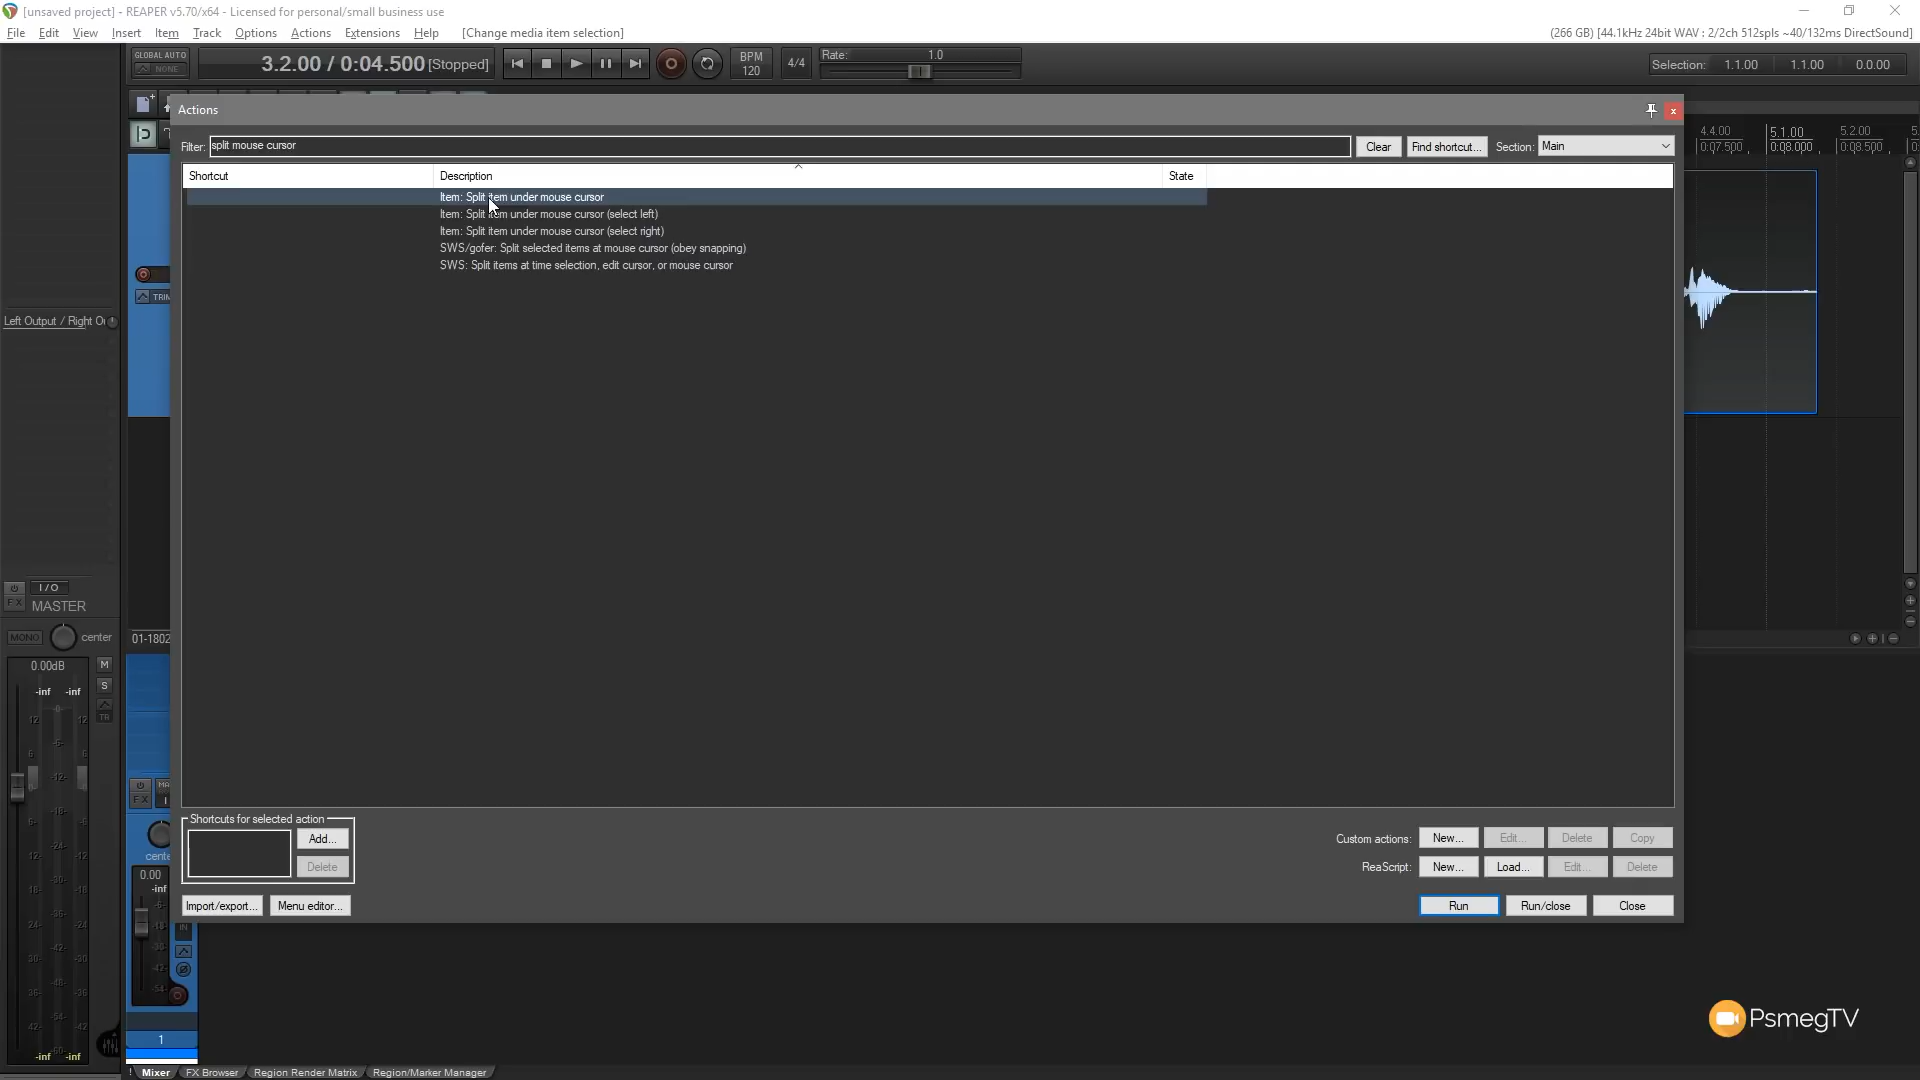 [unsaved project] - REAPER v5.70/x64 - Licensed for personal/small business use
File Edit View Insert Item Track Options Actions Extensions Help [Change media item selection]
(266 GB) [44.1kHz 24bit WAV : 2/2ch 512spls ~40/132ms DirectSound]
GLOBAL AUTO
NONE
3.2.00 / 0:04.500 [Stopped]
BPM
120
4/4
Rate: 1.0
Selection: 1.1.00 1.1.00 0.0.00
Actions
Filter: split mouse cursor
Clear Find shortcut... Section: Main
4.4.00 5.1.00 5.2.00
0:07.500 0:08.000 0:08.500
Shortcut Description State
Item: Split item under mouse cursor
Item: Split item under mouse cursor (select left)
Item: Split item under mouse cursor (select right)
SWS/gofer: Split selected items at mouse cursor (obey snapping)
SWS: Split items at time selection, edit cursor, or mouse cursor
TRIM
Left Output / Right O
I/O
FX MASTER
MONO center
01-1802
0.00dB M
-inf -inf S
TR
FX
cente
0.00
-inf
IN
-inf -inf
1
Shortcuts for selected action
Add...
Delete
Import/export... Menu editor...
Custom actions: New... Edit... Delete Copy
ReaScript: New... Load... Edit... Delete
Run Run/close Close
PsmegTV
! Mixer FX Browser Region Render Matrix Region/Marker Manager